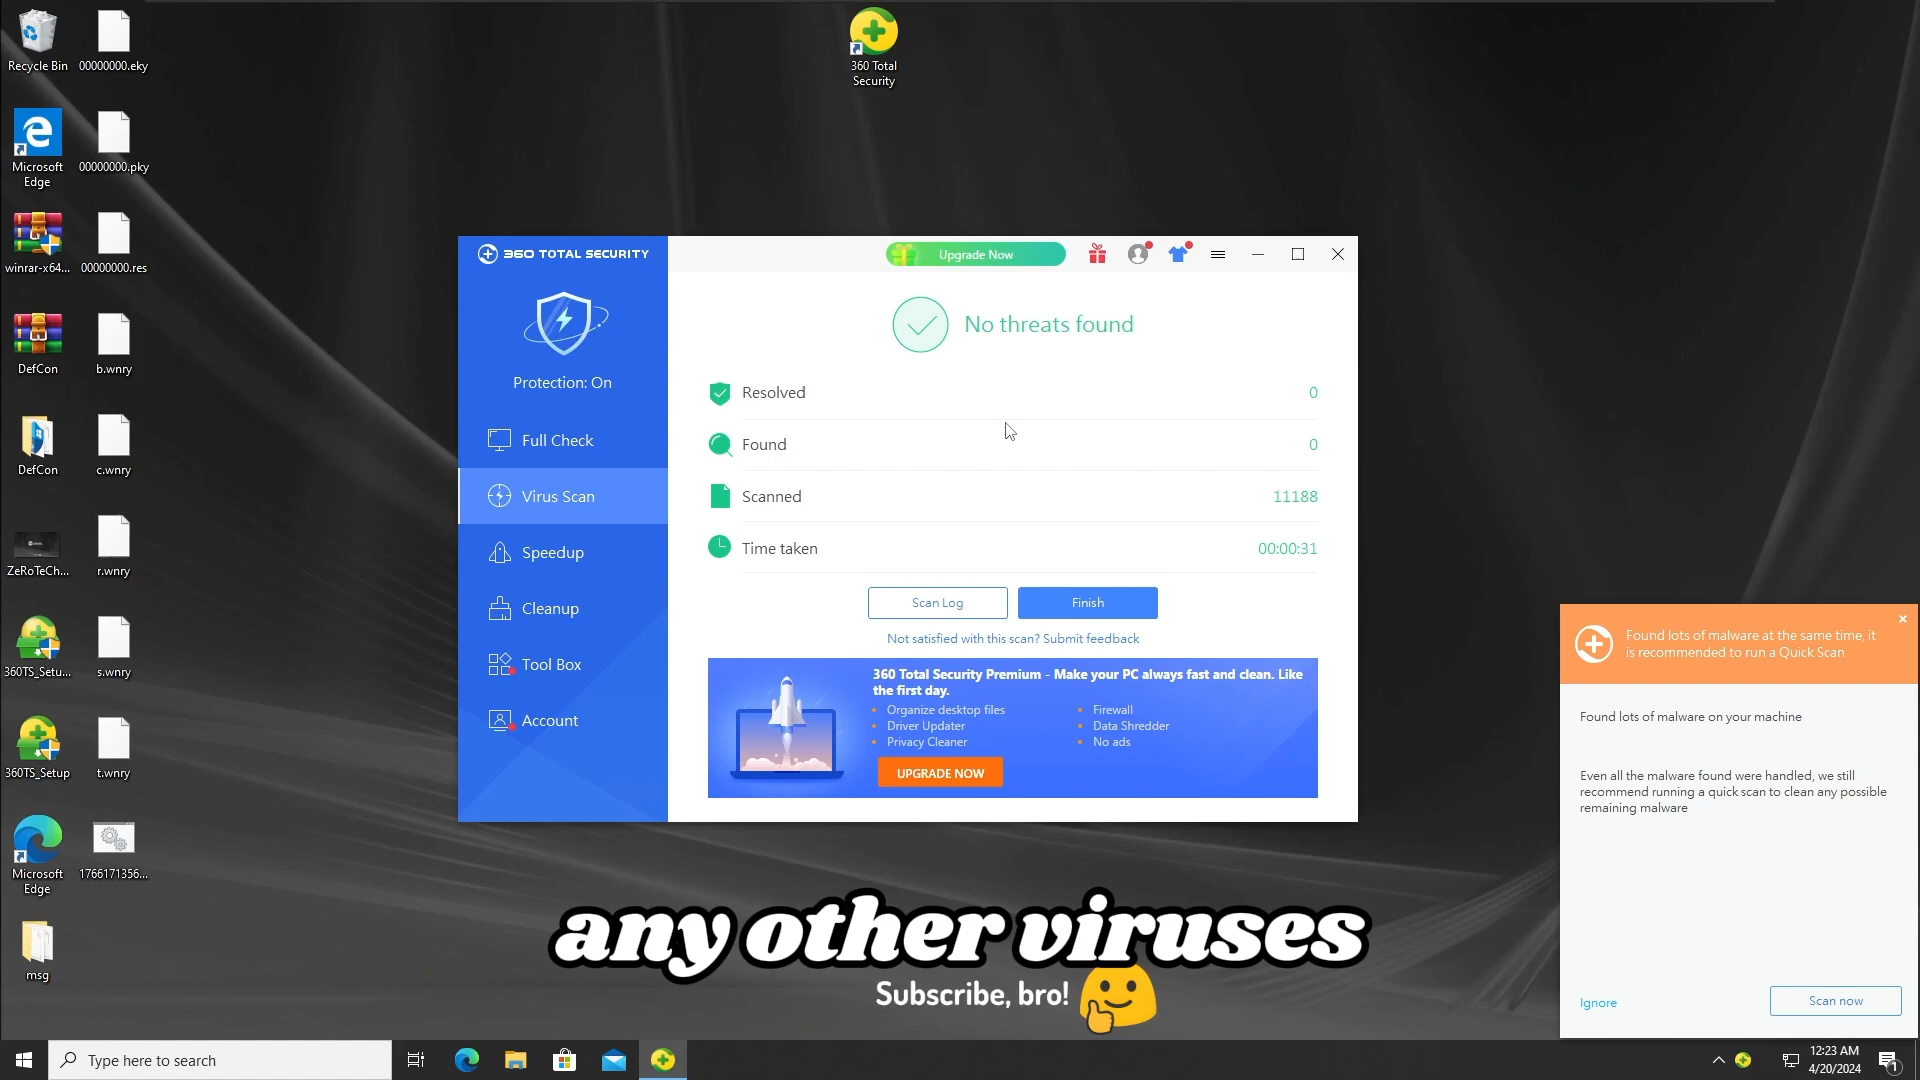 Recycle Bin
00000000.eky
360 Total
Security
Microsoft
Edge
00000000.pky
winrar-x64...
00000000.res
DefCon
b.wnry
DefCon
c.wnry
ZeRoTeCh...
r.wnry
360TS_Setu...
s.wnry
360TS_Setup
t.wnry
Microsoft
Edge
1766171356...
msg
360 TOTAL SECURITY
Upgrade Now
Protection: On
Full Check
Virus Scan
Speedup
Cleanup
Tool Box
Account
No threats found
Resolved 0
Found 0
Scanned 11188
Time taken 00:00:31
Scan Log
Finish
Not satisfied with this scan? Submit feedback
360 Total Security Premium - Make your PC always fast and clean. Like
the first day.
Organize desktop files
Firewall
Driver Updater
Data Shredder
Privacy Cleaner
No ads
UPGRADE NOW
Found lots of malware at the same time, it
is recommended to run a Quick Scan
Found lots of malware on your machine
Even all the malware found were handled, we still
recommend running a quick scan to clean any possible
remaining malware
Ignore
Scan now
any other viruses
Subscribe, bro!
Type here to search
12:23 AM
4/20/2024
1